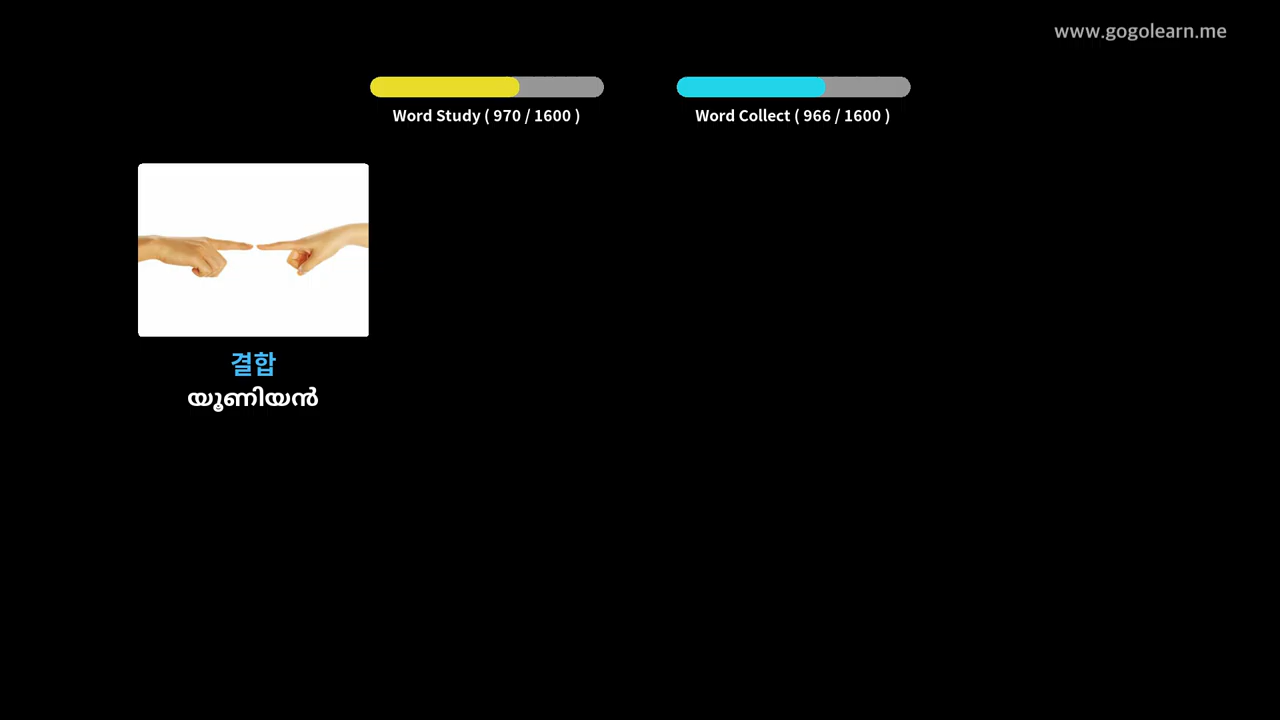 www.gogolearn.me
Word Study ( 970 / 1600 )
Word Collect ( 966 / 1600 )
결합
യൂണിയൻ